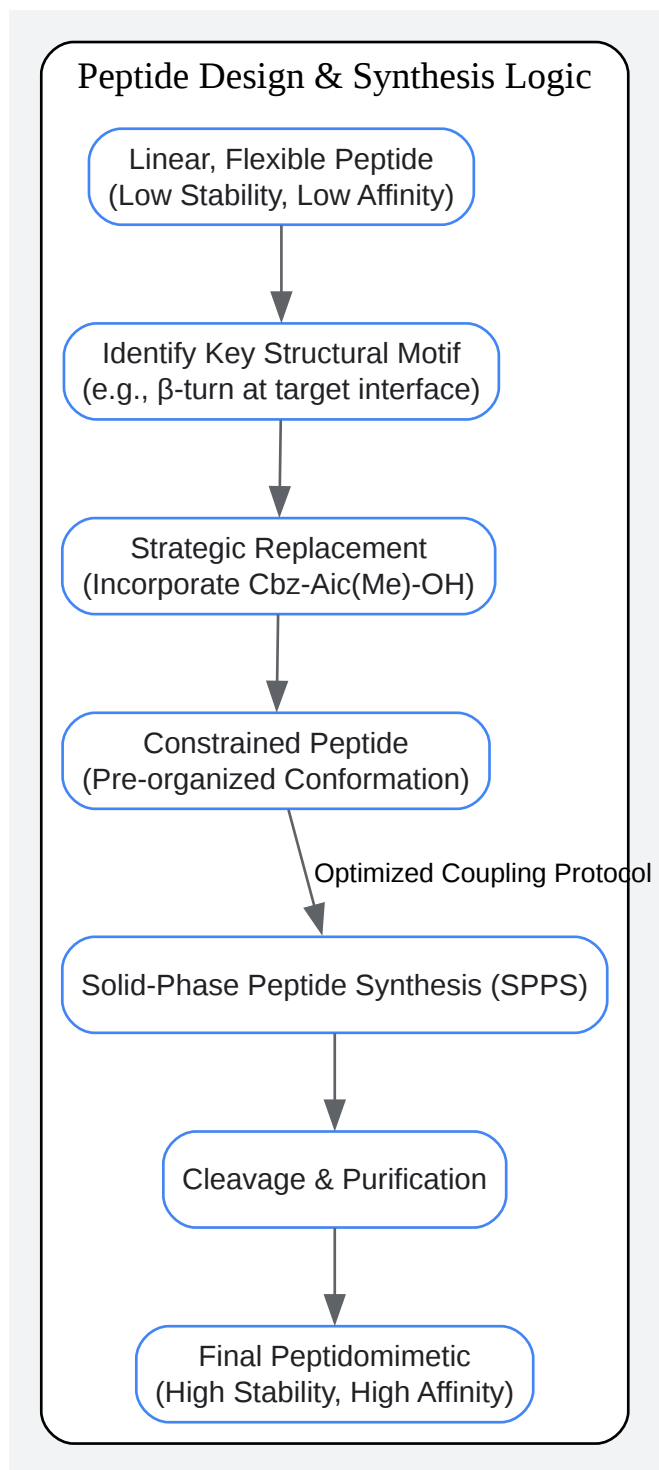 Peptide Design & Synthesis Logic
Linear, Flexible Peptide
(Low Stability, Low Affinity)
Identify Key Structural Motif
(e.g., β-turn at target interface)
Strategic Replacement
(Incorporate Cbz-Aic(Me)-OH)
Constrained Peptide
(Pre-organized Conformation)
Optimized Coupling Protocol
Solid-Phase Peptide Synthesis (SPPS)
Cleavage & Purification
Final Peptidomimetic
(High Stability, High Affinity)